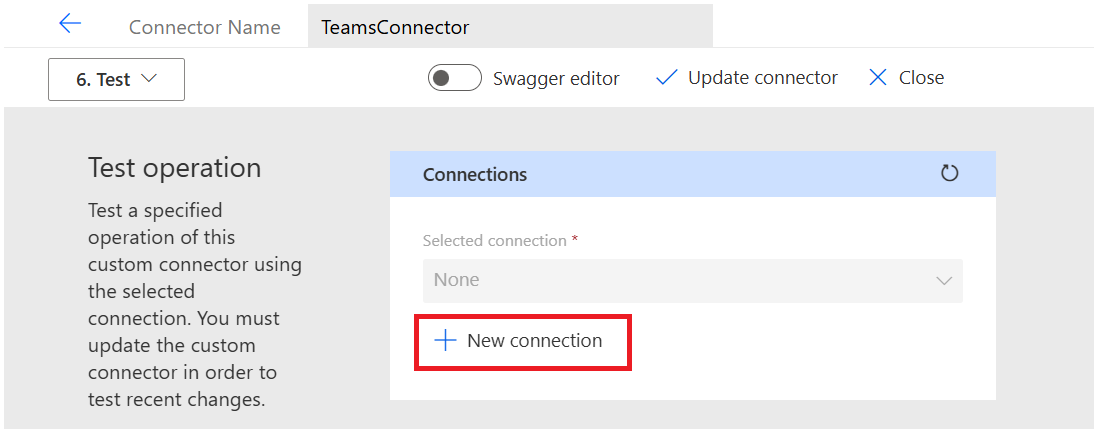 Connector Name
TeamsConnector
6. Test
Swagger editor
Update connector
Close
Test operation
Test a specified
operation of this
custom connector using
the selected
connection. You must
update the custom
connector in order to
test recent changes.
Connections
Selected connection *
None
New connection